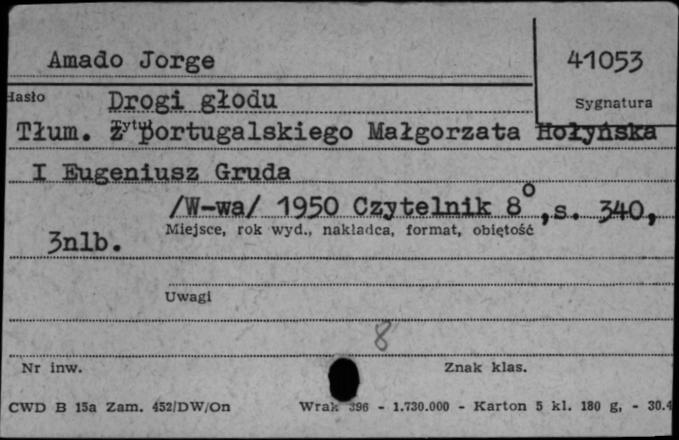 Amado Jorge
41053
Hasło
Drogi głodu
Sygnatura
Tytuł
Tłum. z portugalskiego Małgorzata Hołyńska
I Eugeniusz Gruda
/W-wa/ 1950 Czytelnik 8°, s. 340,
Miejsce, rok wyd., nakładca, format, objętość
3nlb.
Uwagi
8
Nr inw.
Znak klas.
CWD B 15a Zam. 452/DW/On
Wrak 396 - 1.730.000 - Karton 5 kl. 180 g, - 30.4